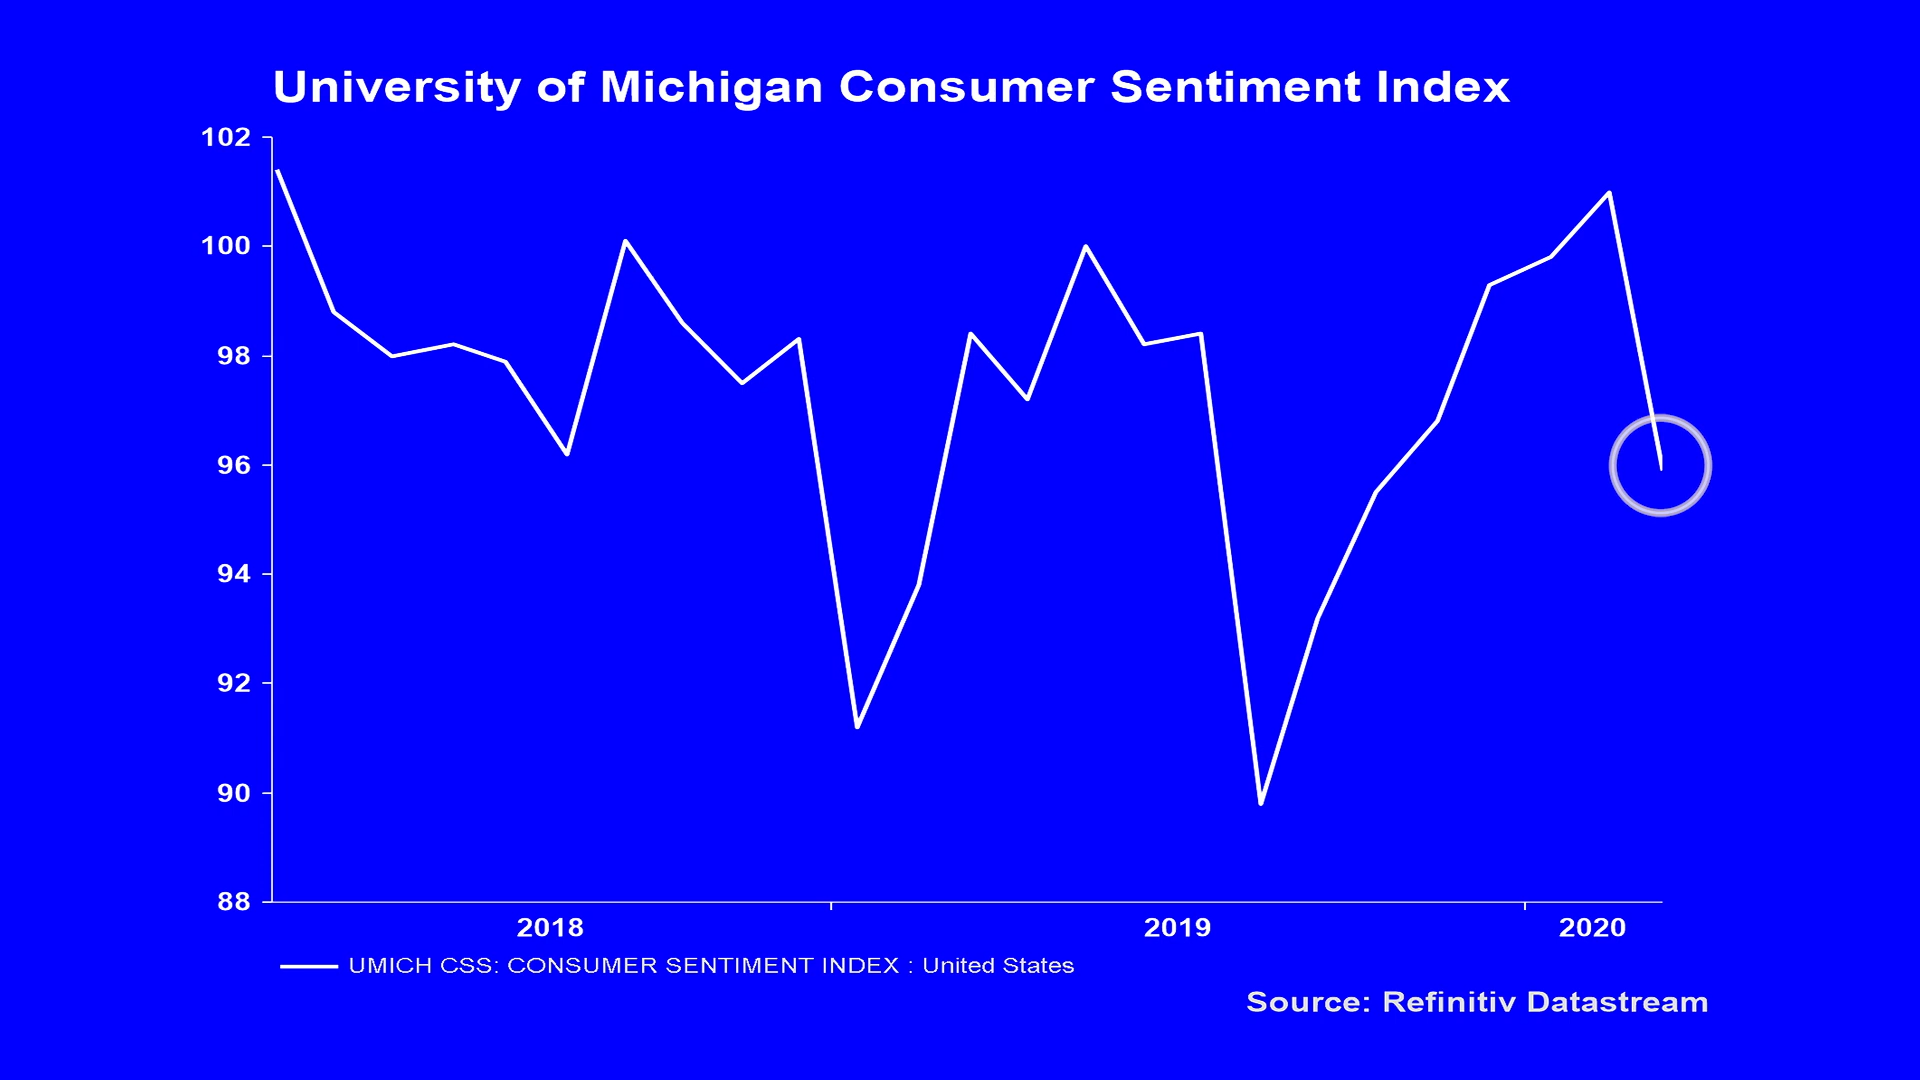 University of Michigan Consumer Sentiment Index
102
100
98
96
94
92
90
88
2018 2019 2020
UMICH CSS: CONSUMER SENTIMENT INDEX : United States
Source: Refinitiv Datastream